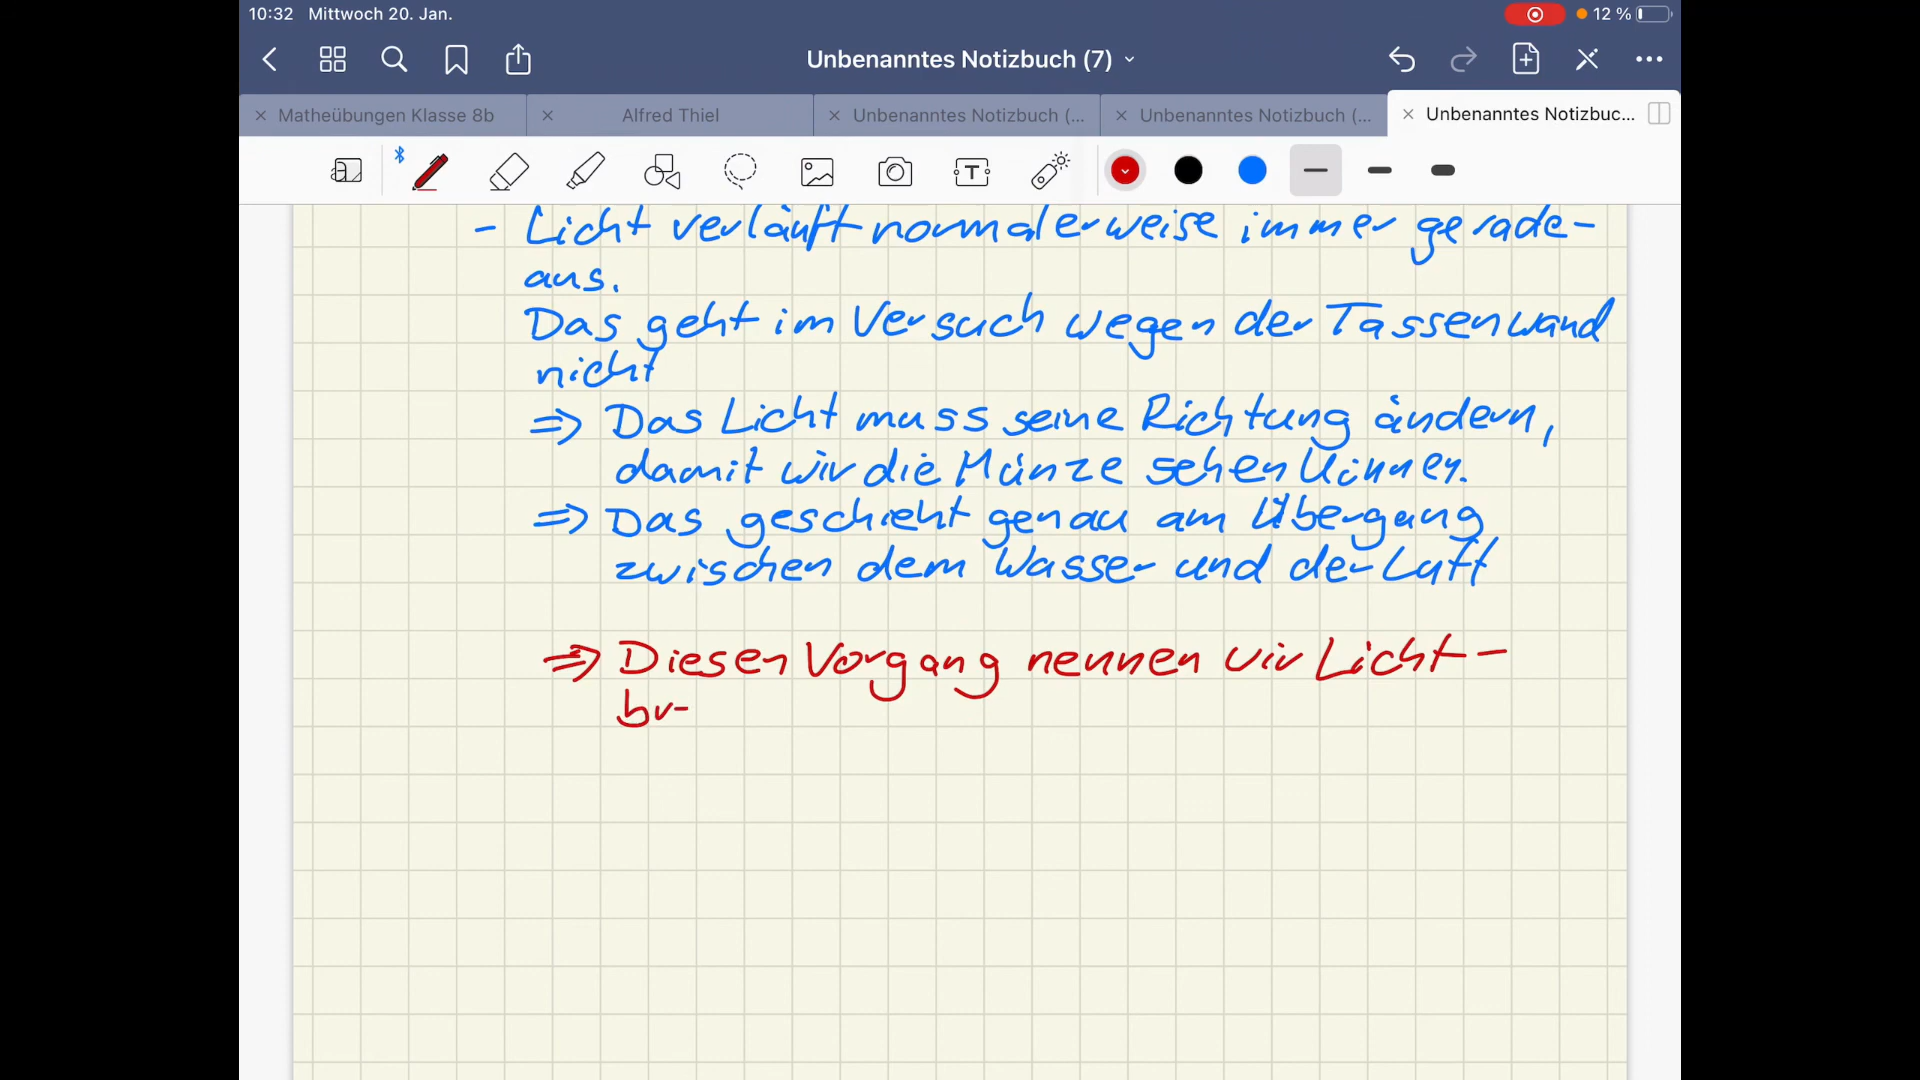 10:32 Mittwoch 20. Jan.
12 %
Unbenanntes Notizbuch (7)
Matheübungen Klasse 8b
Alfred Thiel
Unbenanntes Notizbuch (...
Unbenanntes Notizbuch (...
Unbenanntes Notizbuc...
- Licht verläuft normalerweise immer gerade-
aus.
Das geht im Versuch wegen der Tassenwand
nicht
=> Das Licht muss seine Richtung ändern,
damit wir die Münze sehen können.
=> Das geschieht genau am Übergang
zwischen dem Wasser und der Luft
=> Diesen Vorgang nennen wir Licht-
br